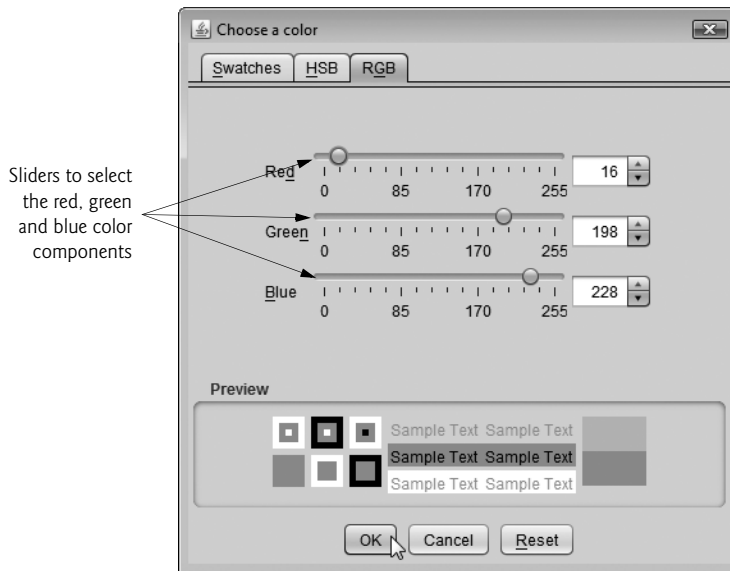 Choose a color
Swatches HSB RGB
Sliders to select
the red, green
and blue color
components
Red 16
0 85 170 255
Green 198
0 85 170 255
Blue 228
0 85 170 255
Preview
Sample Text Sample Text
Sample Text Sample Text
Sample Text Sample Text
OK Cancel Reset